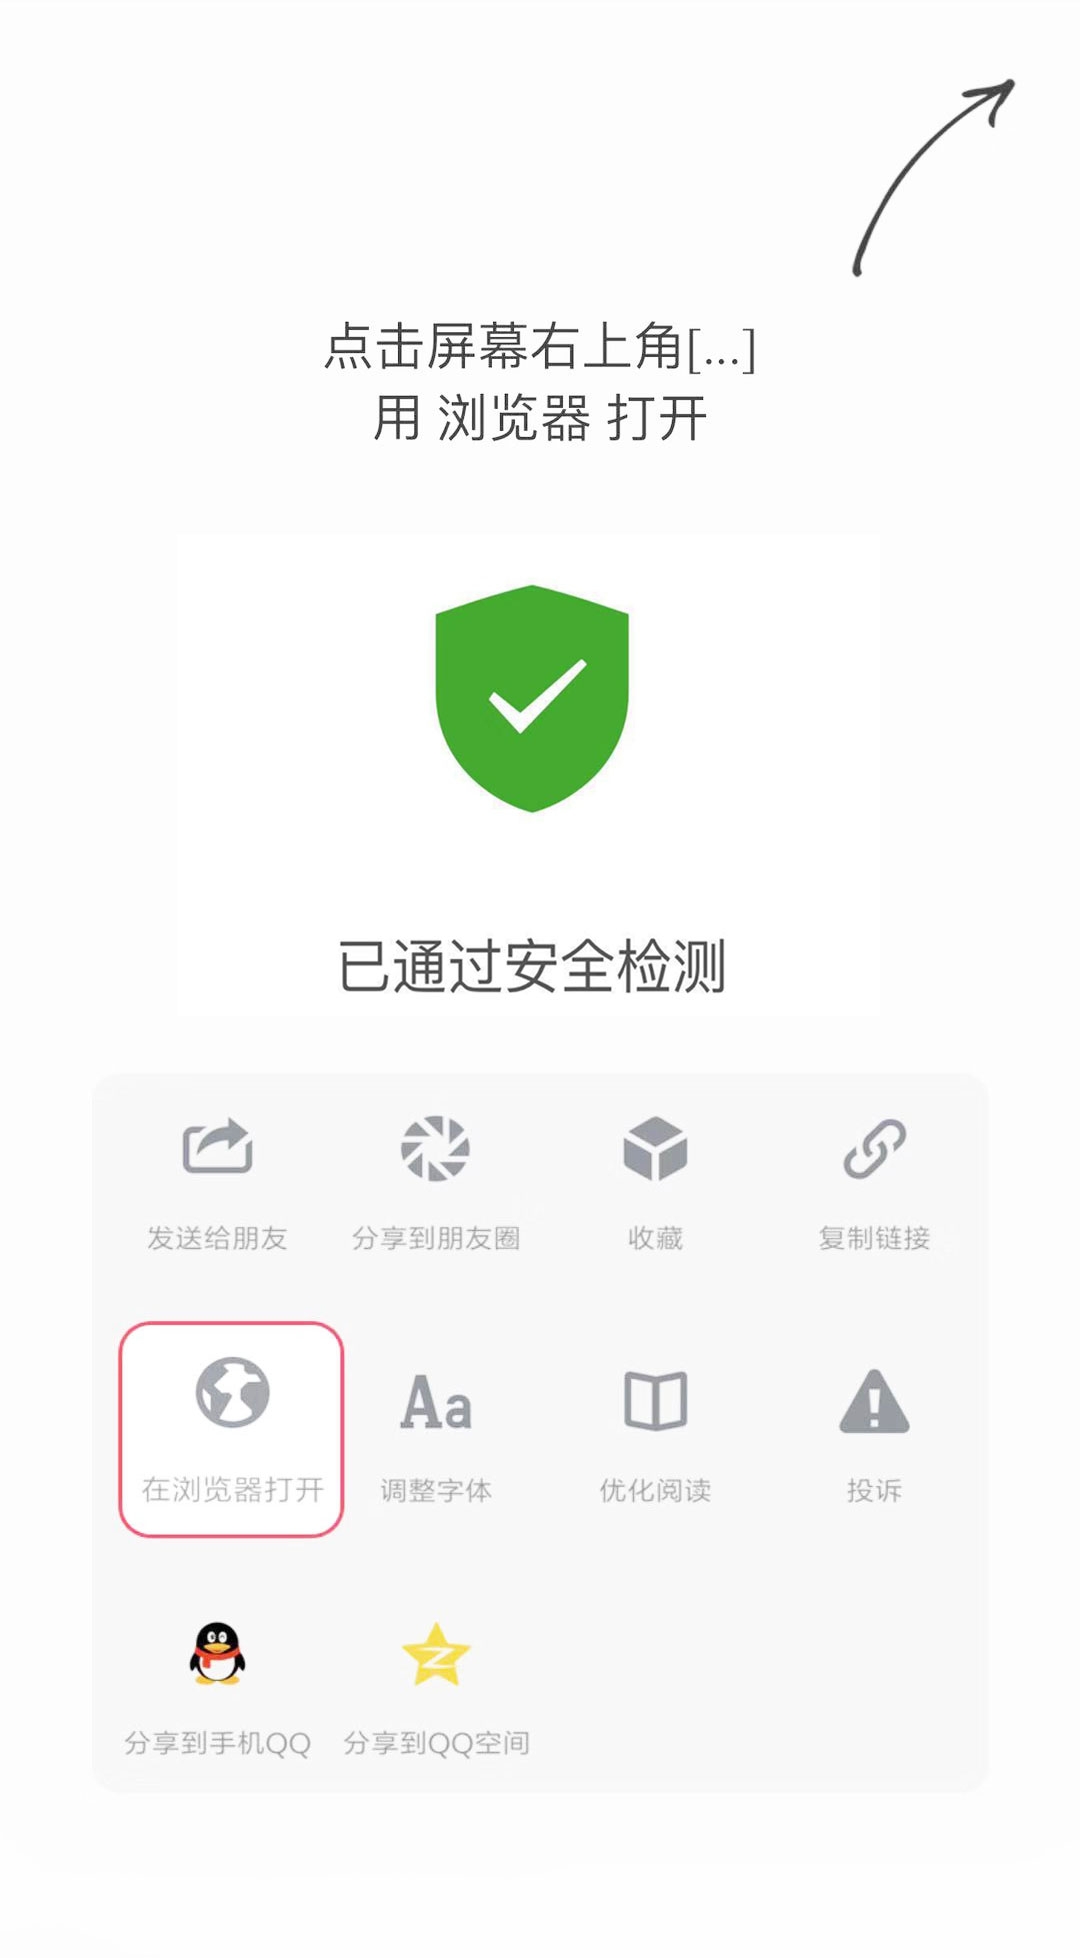 点击屏幕右上角[...]
用 浏览器 打开
已通过安全检测
发送给朋友
分享到朋友圈
收藏
复制链接
在浏览器打开
Aa
调整字体
优化阅读
投诉
分享到手机QQ
分享到QQ空间